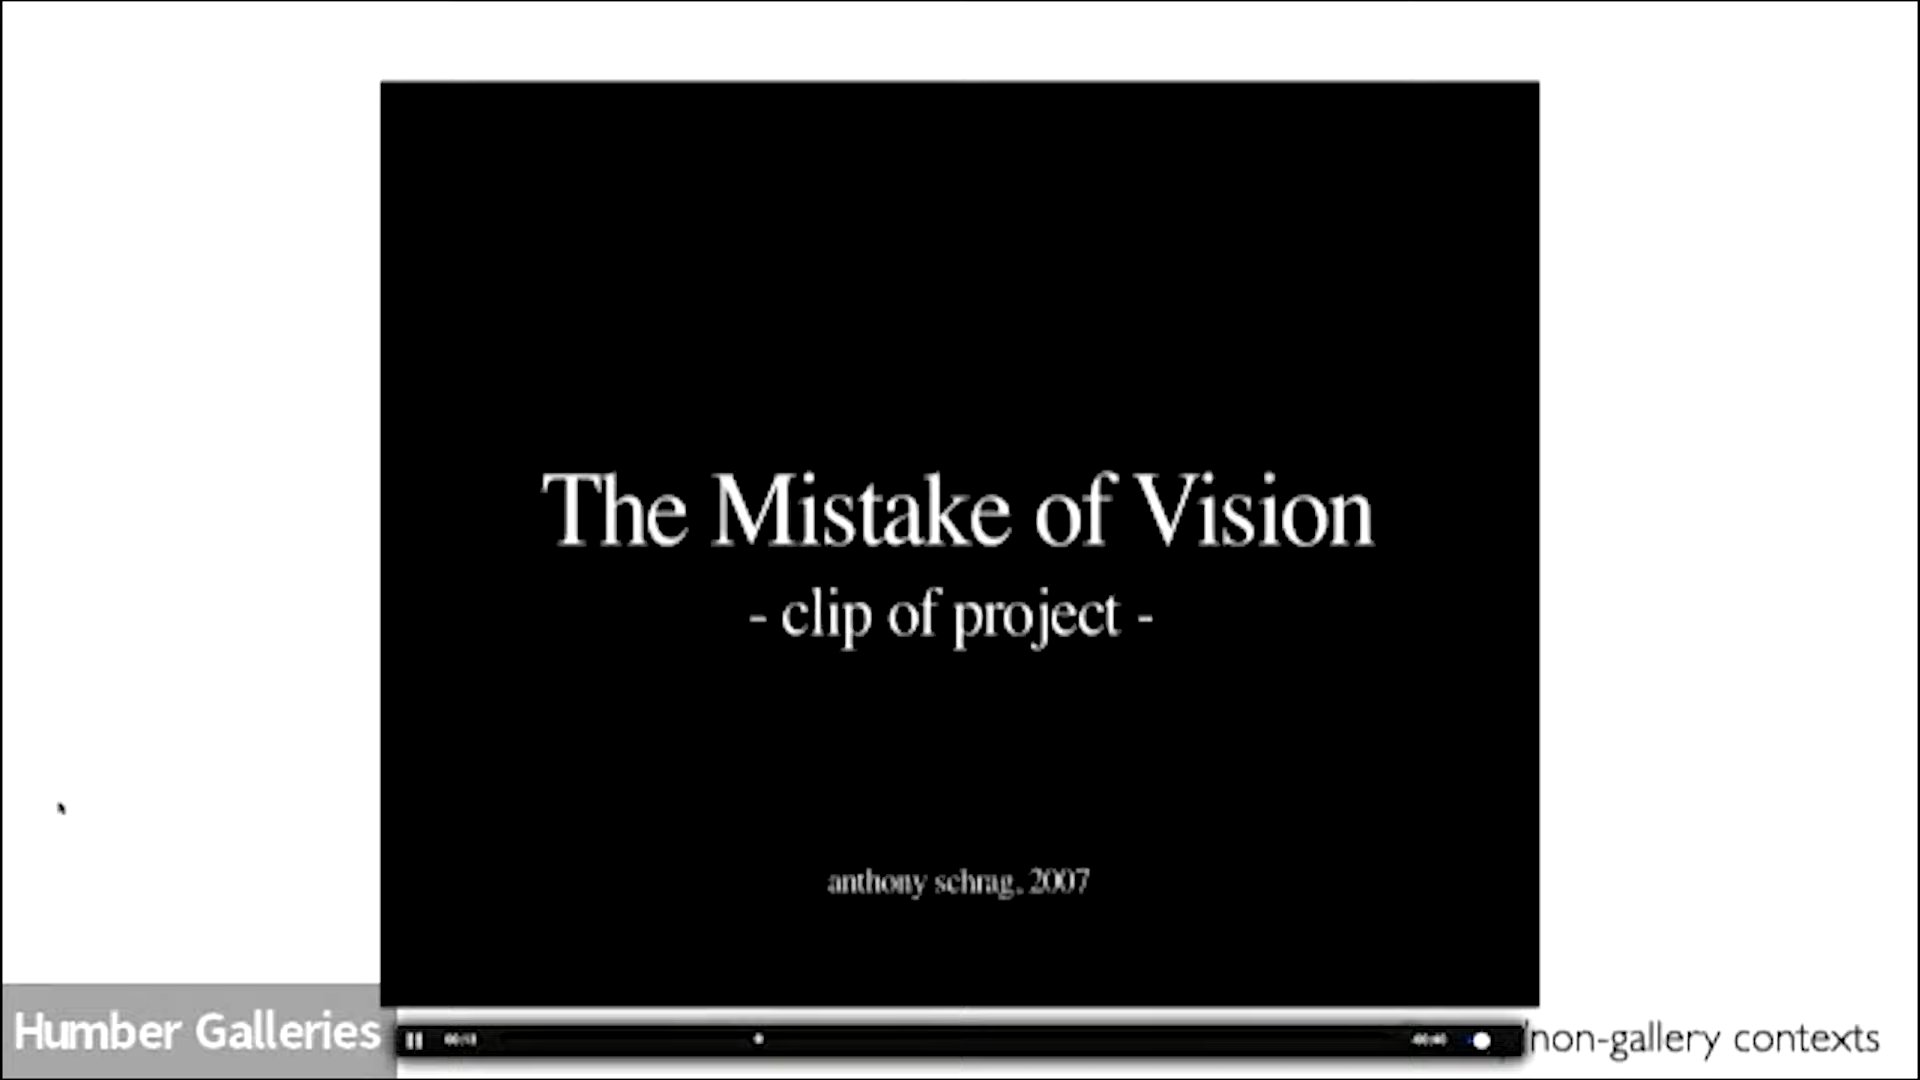 The Mistake of Vision
- clip of project -
anthony schrag, 2007
Humber Galleries
/non-gallery contexts